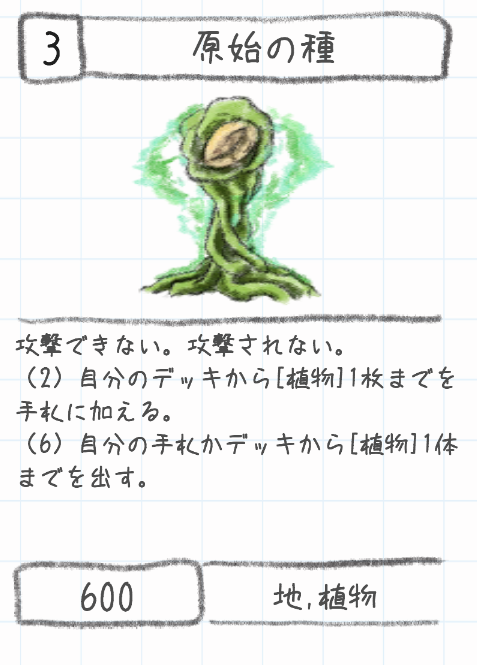 3
原始の種
攻撃できない。攻撃されない。
（2）自分のデッキから[植物]1枚までを
手札に加える。
（6）自分の手札かデッキから[植物]1体
までを出す。
600
地,植物